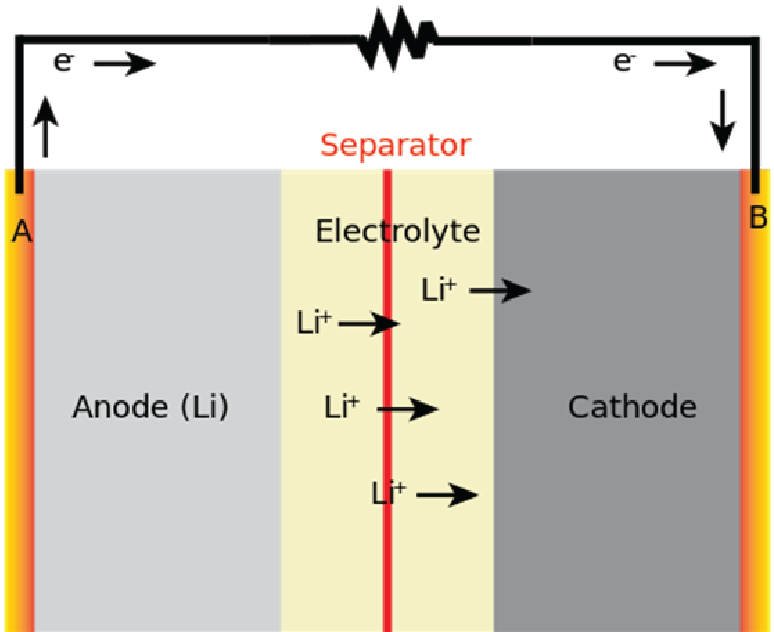 e⁻ e⁻
Separator
A B
Electrolyte
Li⁺
Li⁺
Anode (Li) Li⁺ Cathode
Li⁺